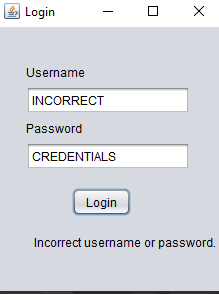 Login
Username
INCORRECT
Password
CREDENTIALS
Login
Incorrect username or password.